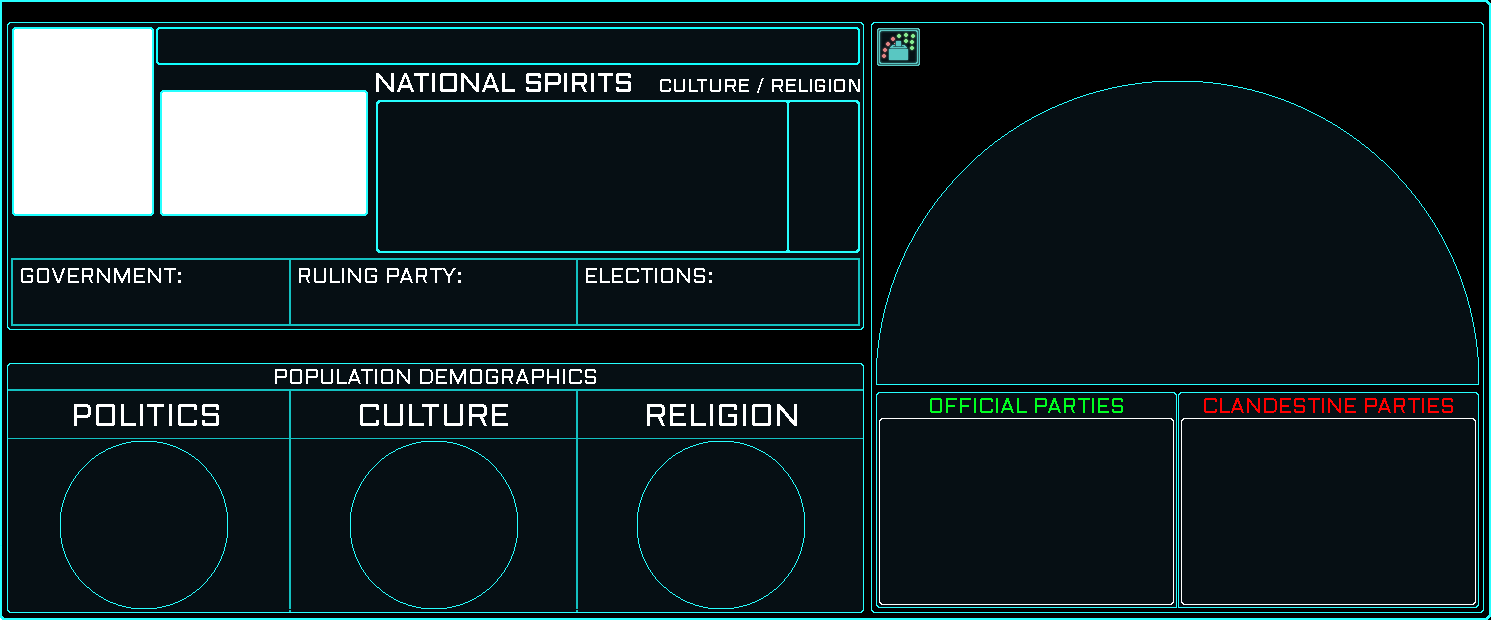 NATIONAL SPIRITS
CULTURE / RELIGION
GOVERNMENT:
RULING PARTY:
ELECTIONS:
POPULATION DEMOGRAPHICS
POLITICS
CULTURE
RELIGION
OFFICIAL PARTIES
CLANDESTINE PARTIES